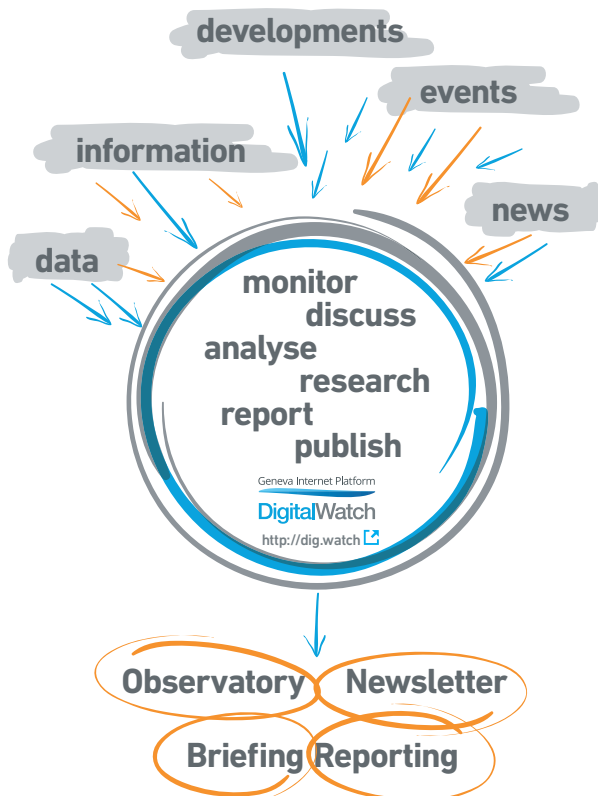 developments
events
information
news
data
monitor
discuss
analyse
research
report
publish
Geneva Internet Platform
DigitalWatch
http://dig.watch
Observatory Newsletter
Briefing Reporting